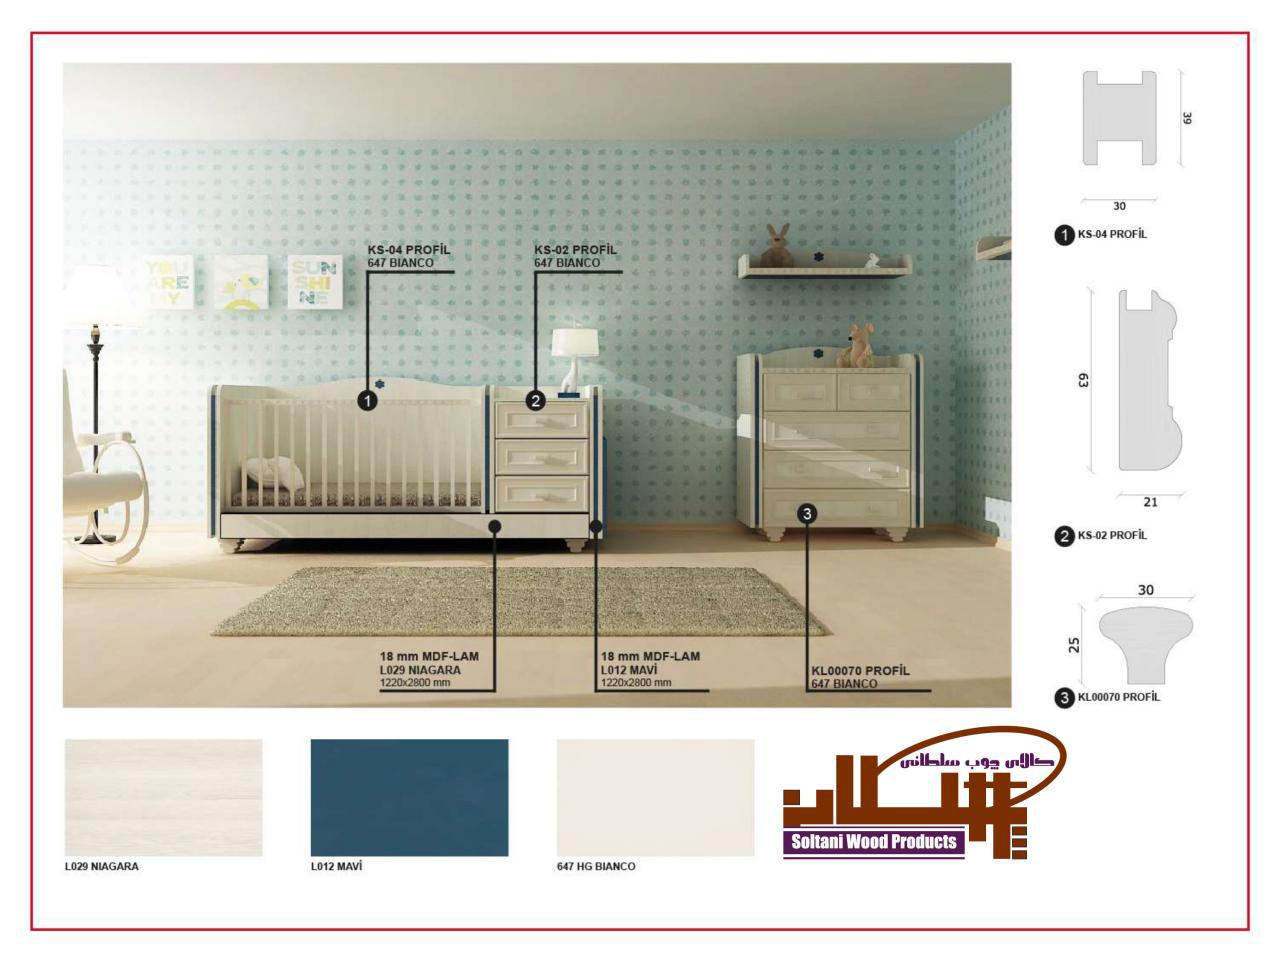 YOU
ARE
MY
SUN
SHI
NE
KS-04 PROFİL
647 BIANCO
KS-02 PROFİL
647 BIANCO
1
2
3
18 mm MDF-LAM
L029 NIAGARA
1220x2800 mm
18 mm MDF-LAM
L012 MAVİ
1220x2800 mm
KL00070 PROFİL
647 BIANCO
39
30
1 KS-04 PROFİL
63
21
2 KS-02 PROFİL
30
25
3 KL00070 PROFİL
L029 NIAGARA
L012 MAVİ
647 HG BIANCO
کالای چوب سلطانی
Soltani Wood Products